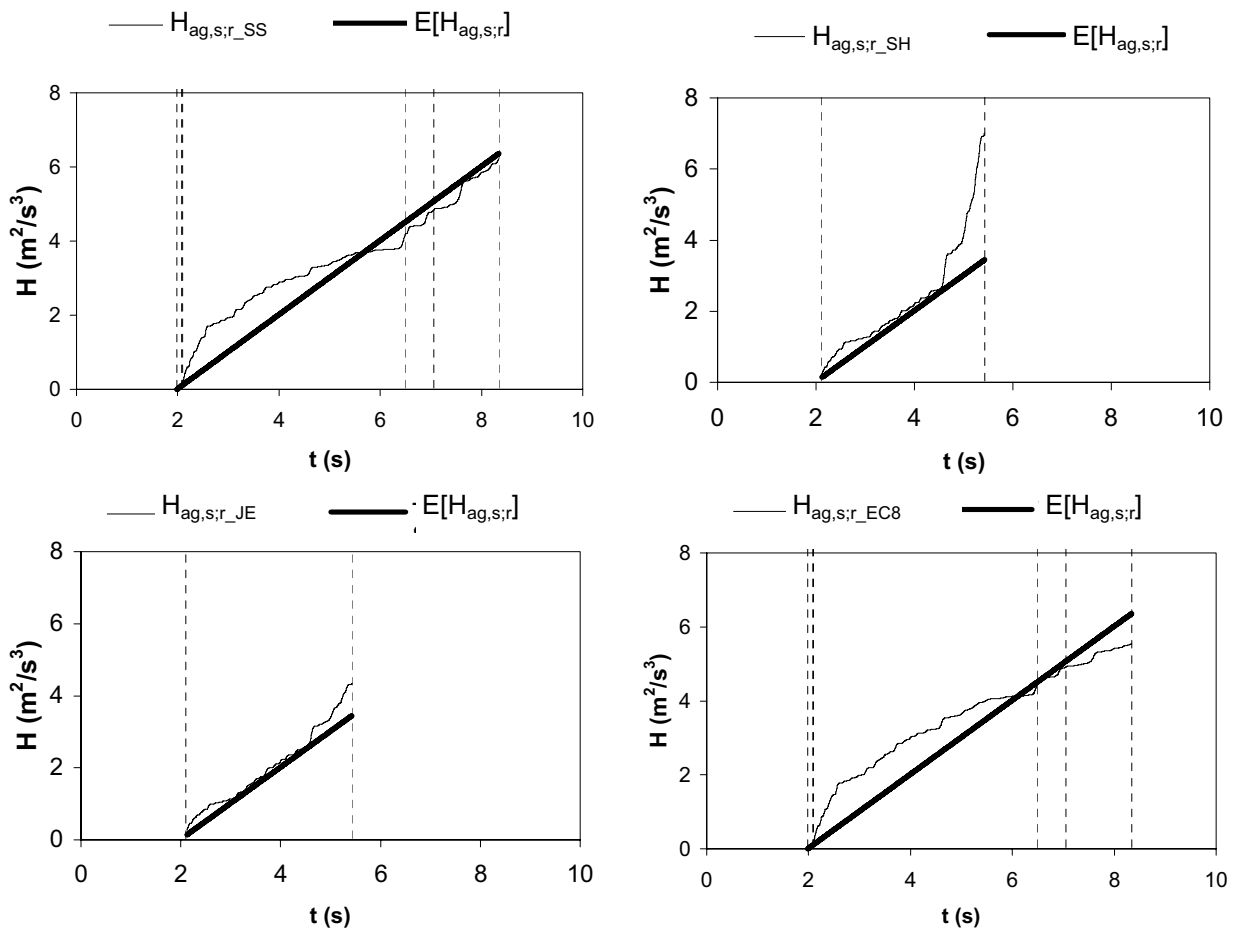 H_ag,s;r_SS E[H_ag,s;r]
8
6
4
2
0
H (m²/s³)
0 2 4 6 8 10
t (s)
H_ag,s;r_SH E[H_ag,s;r]
8
6
4
2
0
H (m²/s³)
0 2 4 6 8 10
t (s)
H_ag,s;r_JE E[H_ag,s;r]
8
6
4
2
0
H (m²/s³)
0 2 4 6 8 10
t (s)
H_ag,s;r_EC8 E[H_ag,s;r]
8
6
4
2
0
H (m²/s³)
0 2 4 6 8 10
t (s)